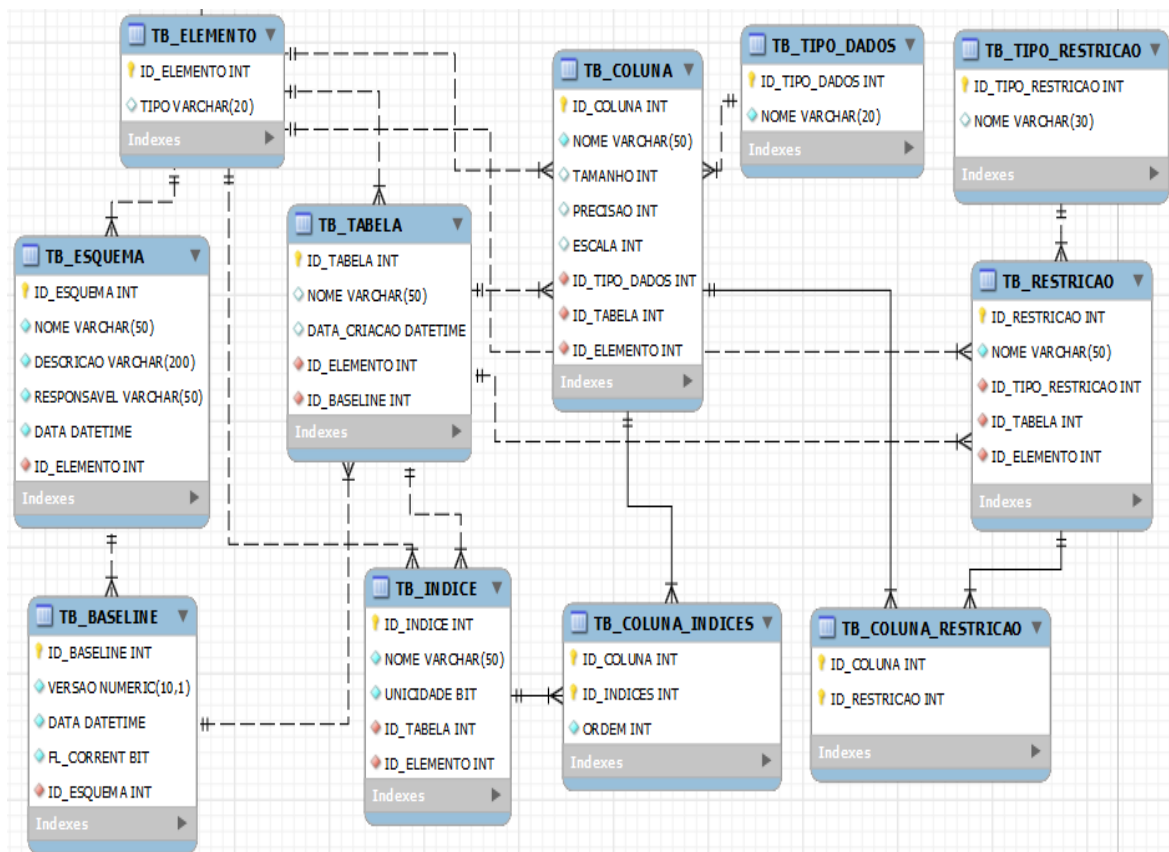 TB_ELEMENTO
ID_ELEMENTO INT
TIPO VARCHAR(20)
Indexes
TB_COLUNA
ID_COLUNA INT
NOME VARCHAR(50)
TAMANHO INT
PRECISAO INT
ESCALA INT
ID_TIPO_DADOS INT
ID_TABELA INT
ID_ELEMENTO INT
Indexes
TB_TIPO_DADOS
ID_TIPO_DADOS INT
NOME VARCHAR(20)
Indexes
TB_TIPO_RESTRICAO
ID_TIPO_RESTRICAO INT
NOME VARCHAR(30)
Indexes
TB_ESQUEMA
ID_ESQUEMA INT
NOME VARCHAR(50)
DESCRICAO VARCHAR(200)
RESPONSAVEL VARCHAR(50)
DATA DATETIME
ID_ELEMENTO INT
Indexes
TB_TABELA
ID_TABELA INT
NOME VARCHAR(50)
DATA_CRIACAO DATETIME
ID_ELEMENTO INT
ID_BASELINE INT
Indexes
TB_RESTRICAO
ID_RESTRICAO INT
NOME VARCHAR(50)
ID_TIPO_RESTRICAO INT
ID_TABELA INT
ID_ELEMENTO INT
Indexes
TB_BASELINE
ID_BASELINE INT
VERSAO NUMERIC(10,1)
DATA DATETIME
FL_CORRENT BIT
ID_ESQUEMA INT
Indexes
TB_INDICE
ID_INDICE INT
NOME VARCHAR(50)
UNICIDADE BIT
ID_TABELA INT
ID_ELEMENTO INT
Indexes
TB_COLUNA_INDICES
ID_COLUNA INT
ID_INDICES INT
ORDEM INT
Indexes
TB_COLUNA_RESTRICAO
ID_COLUNA INT
ID_RESTRICAO INT
Indexes